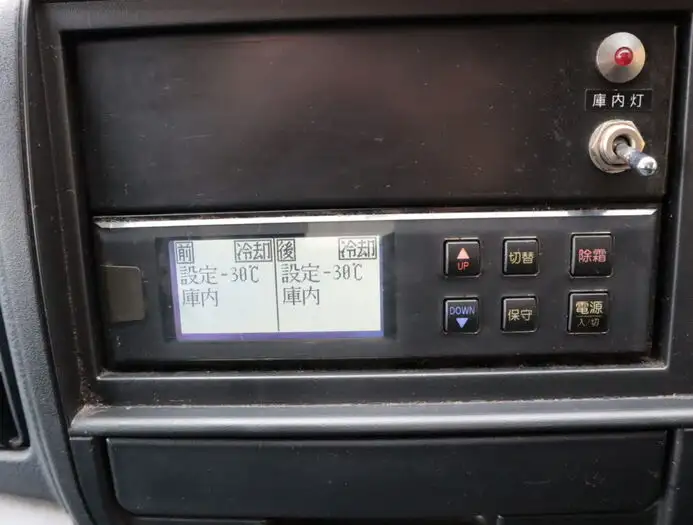 庫内灯
前 冷却 後 冷却
設定-30℃ 設定-30℃
庫内 庫内
UP 切替 除霜
DOWN 保守 電源
入/切